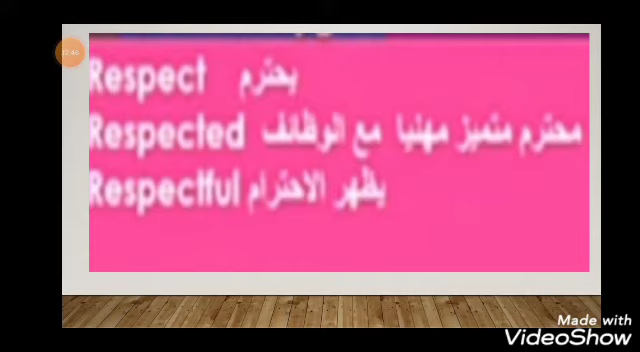 Respect يحترم
Respected محترم متميز مهنيا مع الوظائف
Respectful يظهر الاحترام
Made with
VideoShow